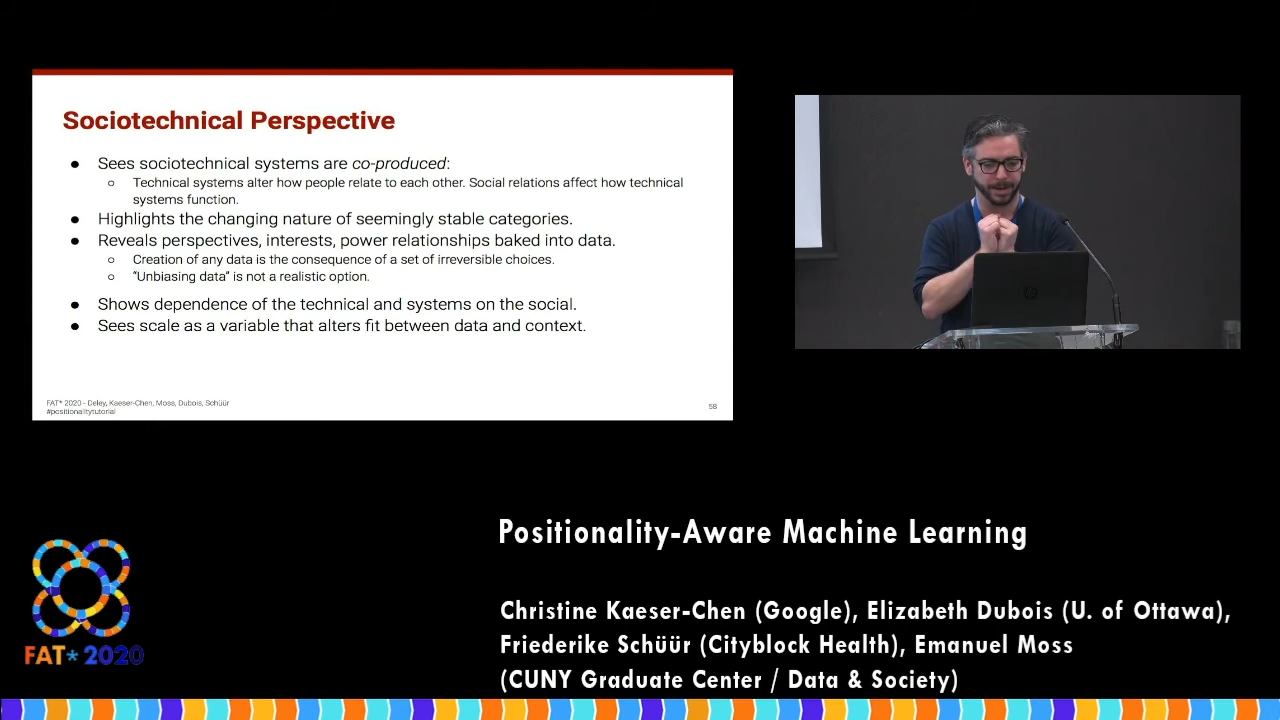 Sociotechnical Perspective
● Sees sociotechnical systems are co-produced:
○ Technical systems alter how people relate to each other. Social relations affect how technical
systems function.
● Highlights the changing nature of seemingly stable categories.
● Reveals perspectives, interests, power relationships baked into data.
○ Creation of any data is the consequence of a set of irreversible choices.
○ “Unbiasing data” is not a realistic option.
● Shows dependence of the technical and systems on the social.
● Sees scale as a variable that alters fit between data and context.
FAT* 2020 - Deley, Kaeser-Chen, Moss, Dubois, Schüür
#positionalitytutorial
58
Positionality-Aware Machine Learning
Christine Kaeser-Chen (Google), Elizabeth Dubois (U. of Ottawa),
Friederike Schüür (Cityblock Health), Emanuel Moss
(CUNY Graduate Center / Data & Society)
FAT* 2020